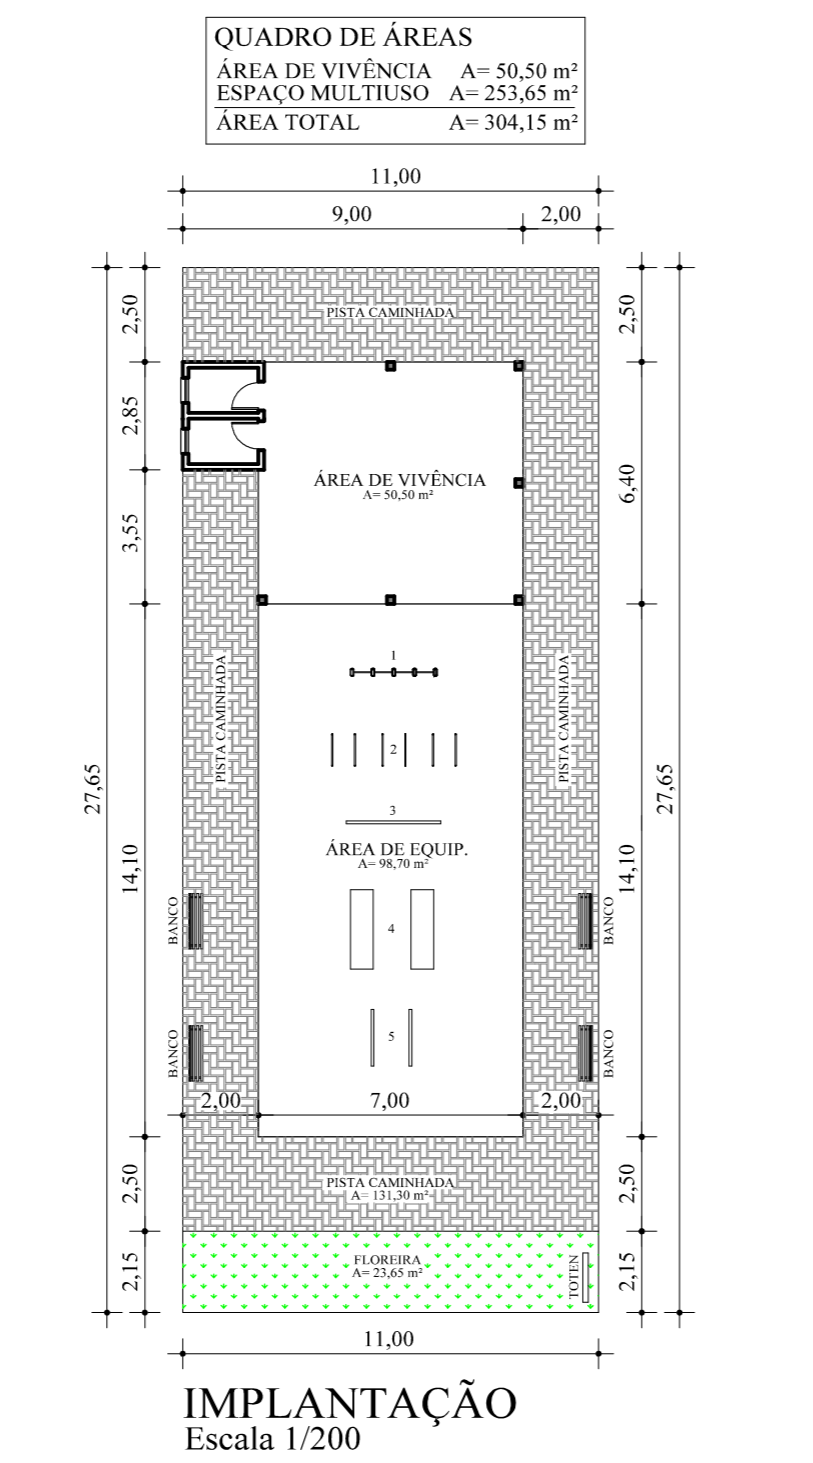 QUADRO DE ÁREAS
ÁREA DE VIVÊNCIA A= 50,50 m²
ESPAÇO MULTIUSO A= 253,65 m²
ÁREA TOTAL A= 304,15 m²
11,00
9,00 2,00
2,50 2,50
PISTA CAMINHADA
2,85
6,40
ÁREA DE VIVÊNCIA
A= 50,50 m²
3,55
1
PISTA CAMINHADA PISTA CAMINHADA
2
27,65 27,65
3
ÁREA DE EQUIP.
A= 98,70 m²
14,10 14,10
BANCO 4 BANCO
BANCO 5 BANCO
2,00 7,00 2,00
2,50 2,50
PISTA CAMINHADA
A= 131,30 m²
2,15 2,15
FLOREIRA
A= 23,65 m²
TOTEN
11,00
IMPLANTAÇÃO
Escala 1/200